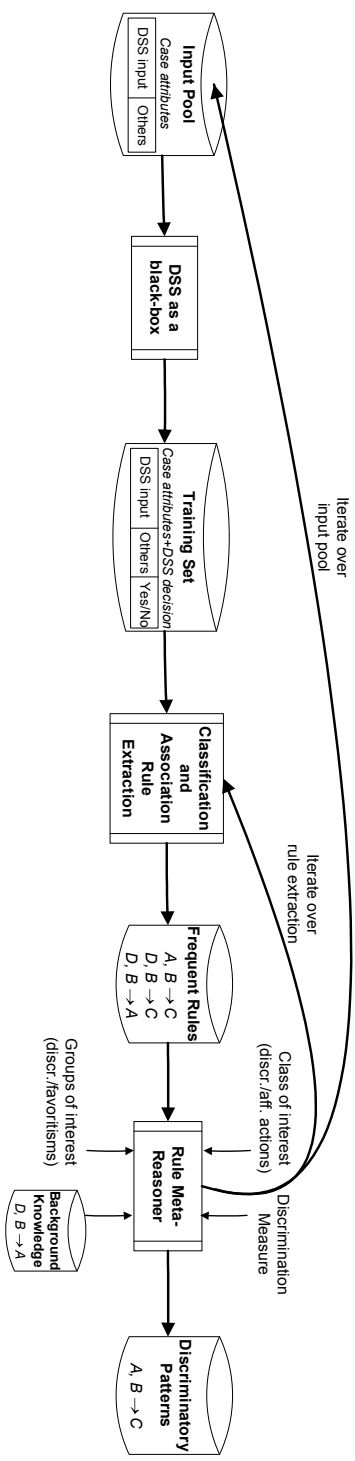 Input Pool
Case attributes
DSS input
Others
DSS as a
black-box
Training Set
Case attributes+DSS decision
DSS input
Others
Yes/No
Iterate over
input pool
Classification
and
Association
Rule
Extraction
Iterate over
rule extraction
Frequent Rules
A, B → C
D, B → C
D, B → A
Class of interest
(discr./aff. actions)
Discrimination
Measure
Rule Meta-
Reasoner
Groups of interest
(discr./favoritisms)
Background
Knowledge
D, B → A
Discriminatory
Patterns
A, B → C